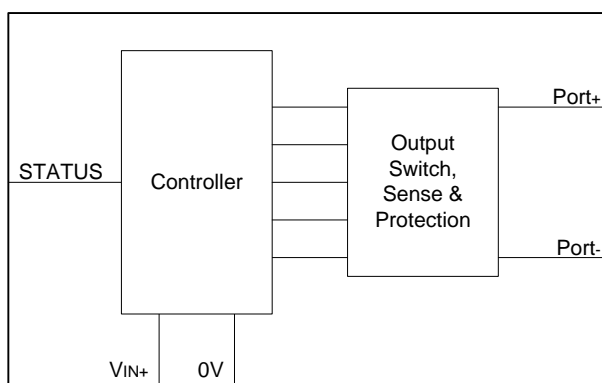 Port+
Output
Switch,
Sense &
Protection
STATUS
Controller
Port-
VIN+
0V